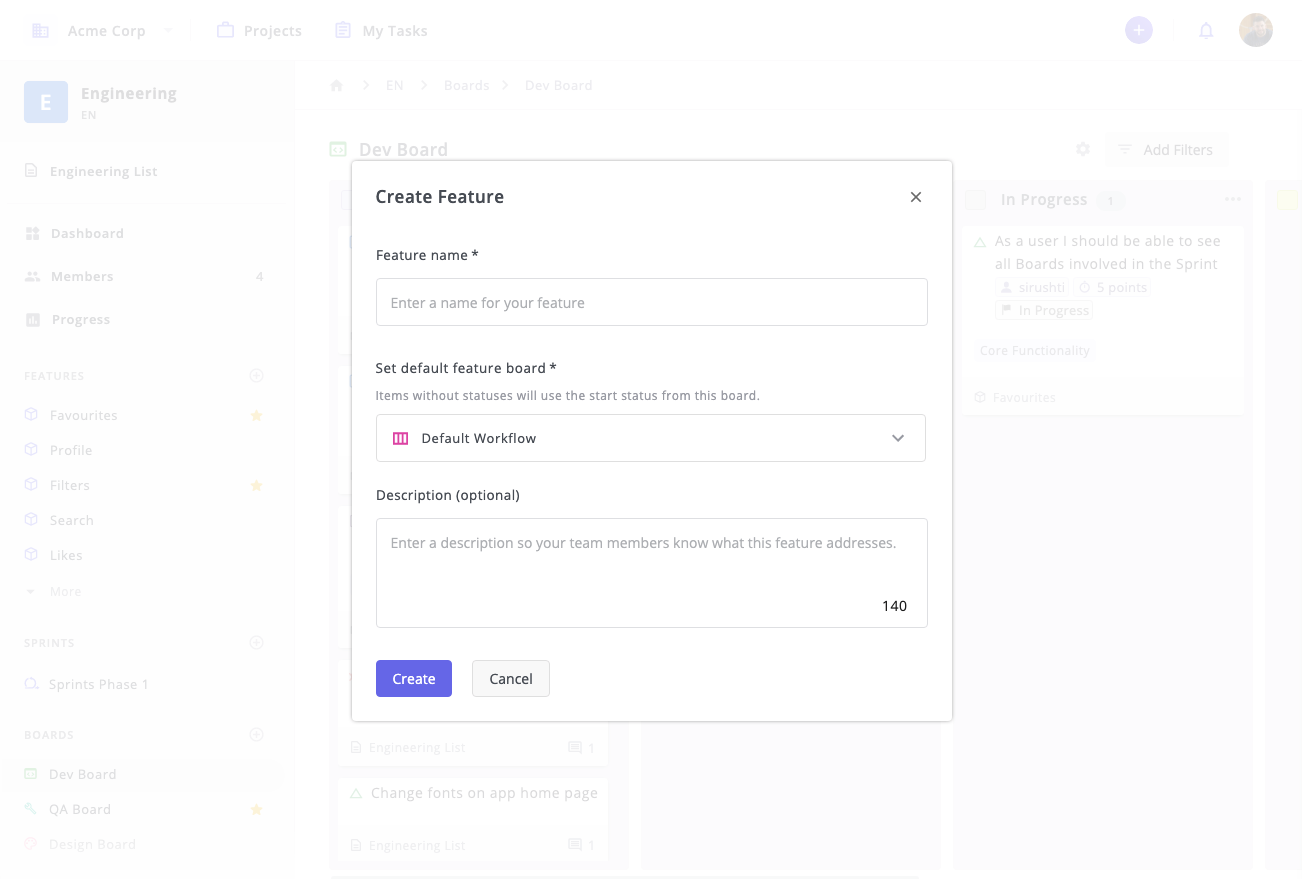 Acme Corp
Projects
My Tasks
E
Engineering
EN
Engineering List
Dashboard
Members 4
Progress
FEATURES
Favourites
Profile
Filters
Search
Likes
More
SPRINTS
Sprints Phase 1
BOARDS
Dev Board
QA Board
Design Board
EN
Boards
Dev Board
Dev Board
Add Filters
Create Feature
Feature name *
Enter a name for your feature
Set default feature board *
Items without statuses will use the start status from this board.
Default Workflow
Description (optional)
Enter a description so your team members know what this feature addresses.
140
Create
Cancel
Engineering List 1
Change fonts on app home page
Engineering List 1
In Progress 1
As a user I should be able to see
all Boards involved in the Sprint
sirushti 5 points
In Progress
Core Functionality
Favourites